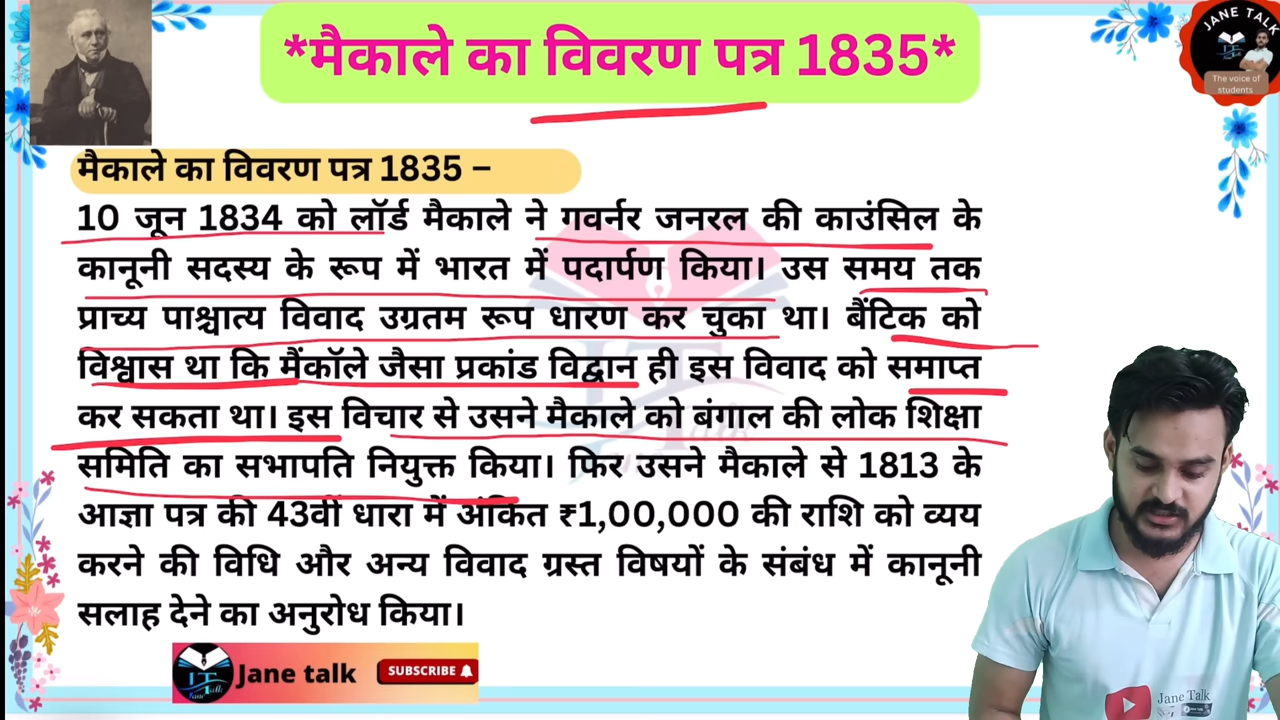 *मैकाले का विवरण पत्र 1835*
JANE TALK
The voice of
students
मैकाले का विवरण पत्र 1835 –
10 जून 1834 को लॉर्ड मैकाले ने गवर्नर जनरल की काउंसिल के
कानूनी सदस्य के रूप में भारत में पदार्पण किया। उस समय तक
प्राच्य पाश्चात्य विवाद उग्रतम रूप धारण कर चुका था। बैंटिक को
विश्वास था कि मैंकॉले जैसा प्रकांड विद्वान ही इस विवाद को समाप्त
कर सकता था। इस विचार से उसने मैकाले को बंगाल की लोक शिक्षा
समिति का सभापति नियुक्त किया। फिर उसने मैकाले से 1813 के
आज्ञा पत्र की 43वीं धारा में अंकित ₹1,00,000 की राशि को व्यय
करने की विधि और अन्य विवाद ग्रस्त विषयों के संबंध में कानूनी
सलाह देने का अनुरोध किया।
Jane talk
SUBSCRIBE
Jane Talk